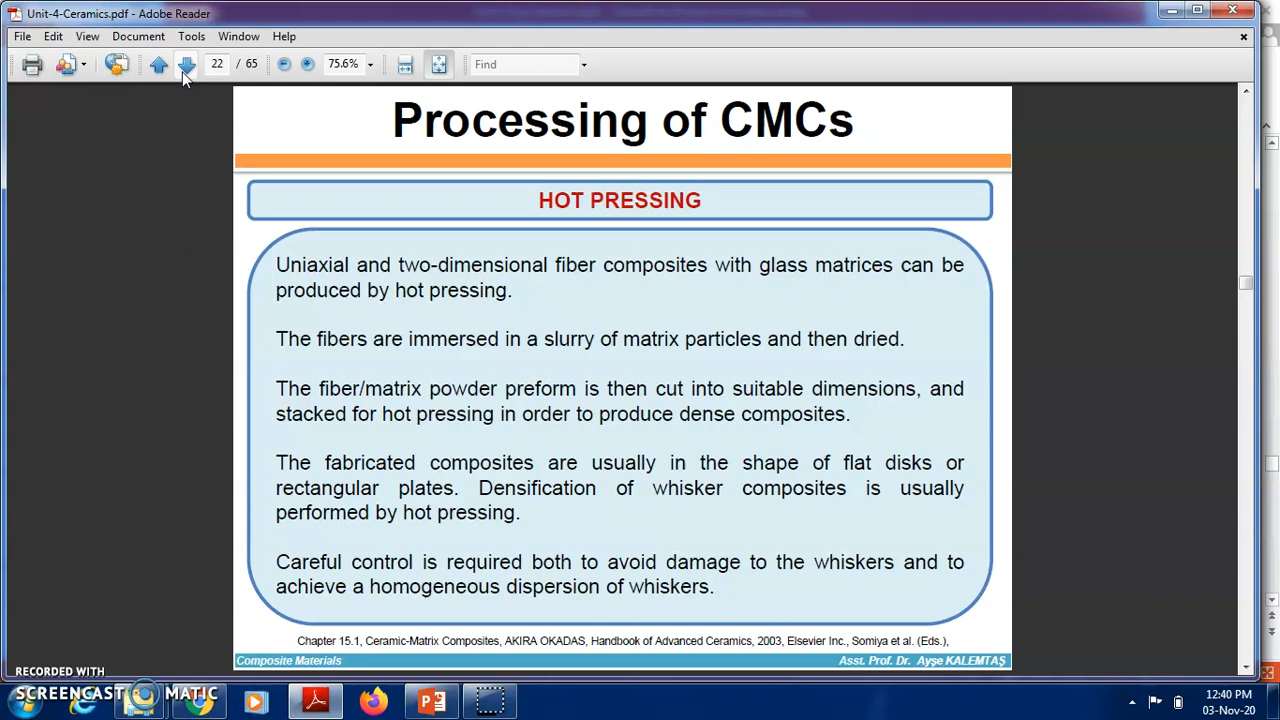 Unit-4-Ceramics.pdf - Adobe Reader
File Edit View Document Tools Window Help
22 / 65 75.6% Find
Processing of CMCs
HOT PRESSING
Uniaxial and two-dimensional fiber composites with glass matrices can be
produced by hot pressing.
The fibers are immersed in a slurry of matrix particles and then dried.
The fiber/matrix powder preform is then cut into suitable dimensions, and
stacked for hot pressing in order to produce dense composites.
The fabricated composites are usually in the shape of flat disks or
rectangular plates. Densification of whisker composites is usually
performed by hot pressing.
Careful control is required both to avoid damage to the whiskers and to
achieve a homogeneous dispersion of whiskers.
Chapter 15.1, Ceramic-Matrix Composites, AKIRA OKADAS, Handbook of Advanced Ceramics, 2003, Elsevier Inc., Somiya et al. (Eds.),
Composite Materials Asst. Prof. Dr. Ayşe KALEMTAŞ
RECORDED WITH
SCREENCAST MATIC
12:40 PM
03-Nov-20